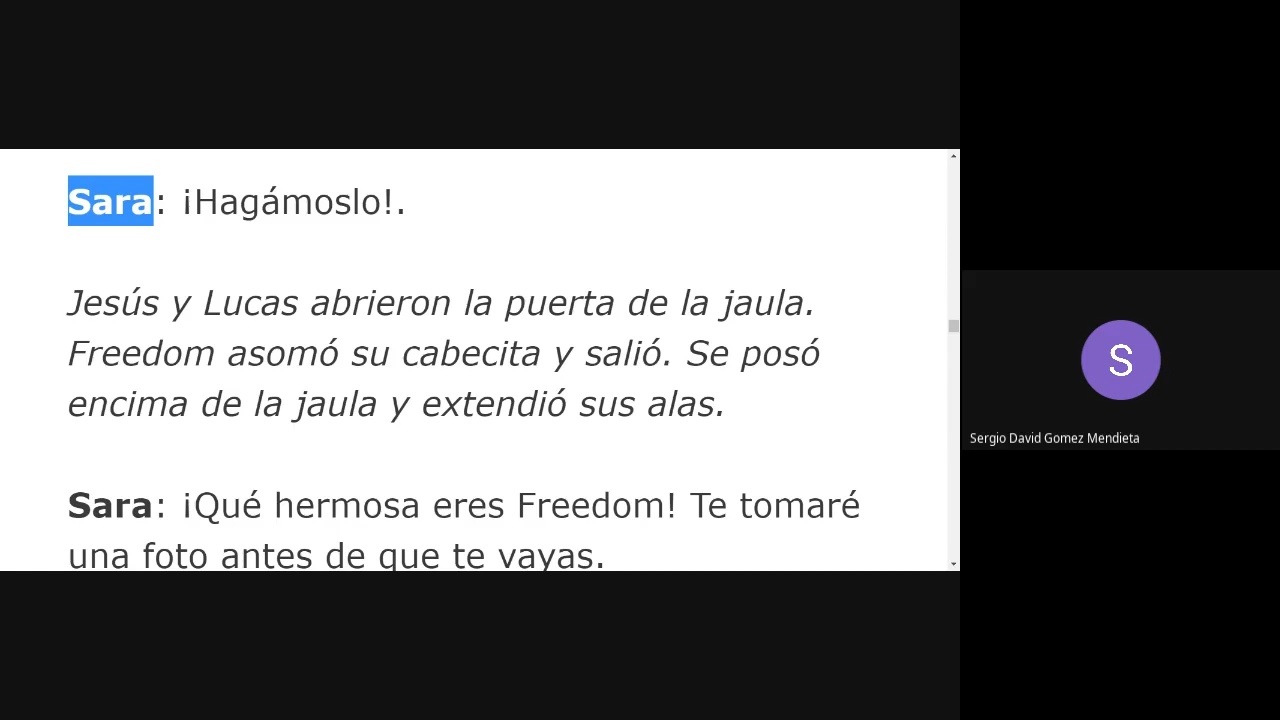 Sara: ¡Hagámoslo!.
Jesús y Lucas abrieron la puerta de la jaula.
Freedom asomó su cabecita y salió. Se posó
encima de la jaula y extendió sus alas.
Sara: ¡Qué hermosa eres Freedom! Te tomaré
una foto antes de que te vayas.
S
Sergio David Gomez Mendieta